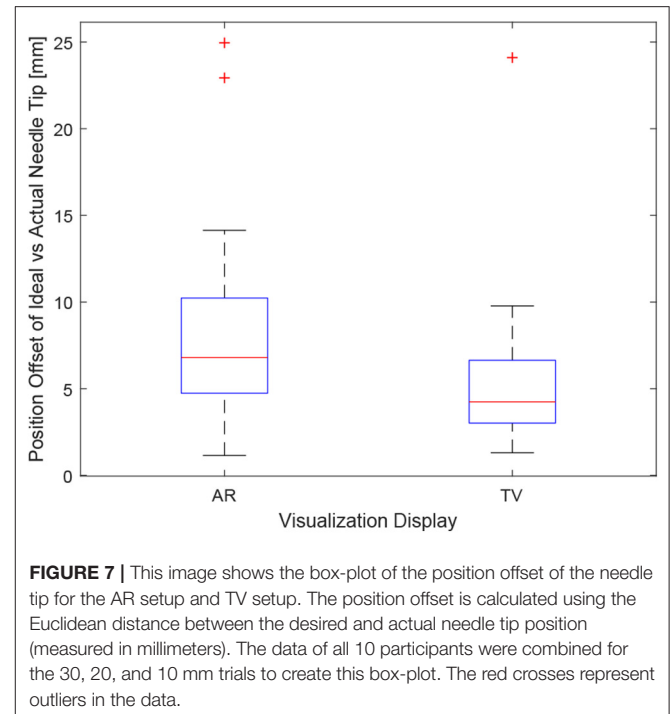 Position Offset of Ideal vs Actual Needle Tip [mm]
25
20
15
10
5
0
AR
TV
Visualization Display
FIGURE 7 | This image shows the box-plot of the position offset of the needle
tip for the AR setup and TV setup. The position offset is calculated using the
Euclidean distance between the desired and actual needle tip position
(measured in millimeters). The data of all 10 participants were combined for
the 30, 20, and 10 mm trials to create this box-plot. The red crosses represent
outliers in the data.